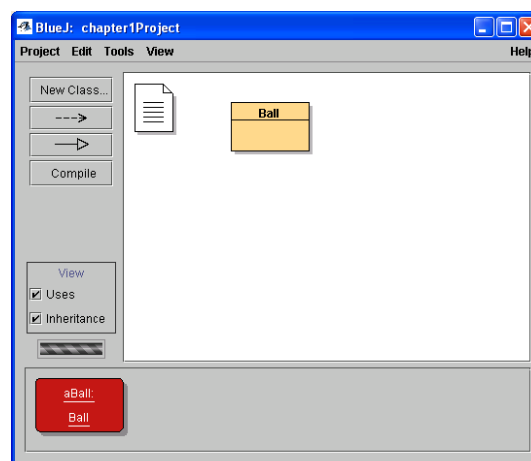 BlueJ: chapter1Project
Project Edit Tools View Help
New Class...
Compile
Ball
View
Uses
Inheritance
aBall:
Ball